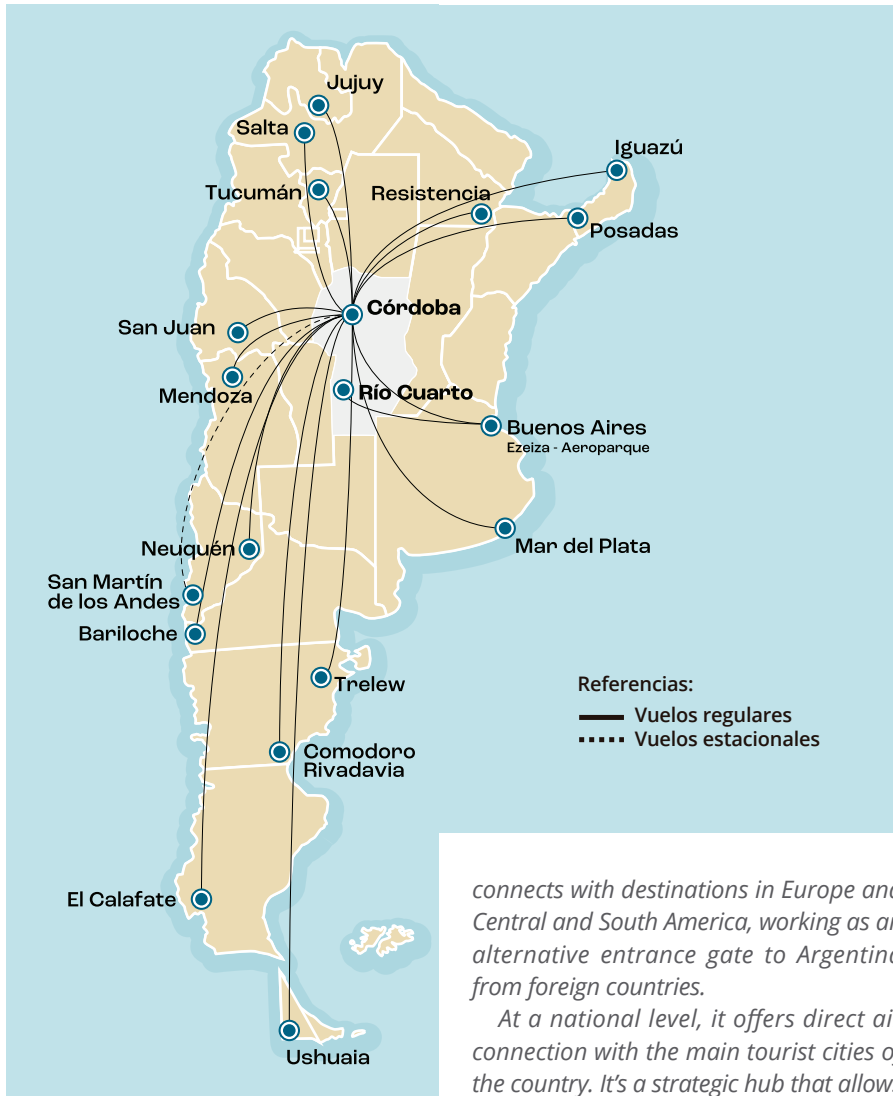 Jujuy
Salta
Iguazú
Tucumán
Resistencia
Posadas
Córdoba
San Juan
Mendoza
Río Cuarto
Buenos Aires
Ezeiza - Aeroparque
Neuquén
Mar del Plata
San Martín
de los Andes
Bariloche
Trelew
Referencias:
Vuelos regulares
Vuelos estacionales
Comodoro
Rivadavia
El Calafate
Ushuaia
connects with destinations in Europe and
Central and South America, working as an
alternative entrance gate to Argentina
from foreign countries.
At a national level, it offers direct air
connection with the main tourist cities of
the country. It’s a strategic hub that allow